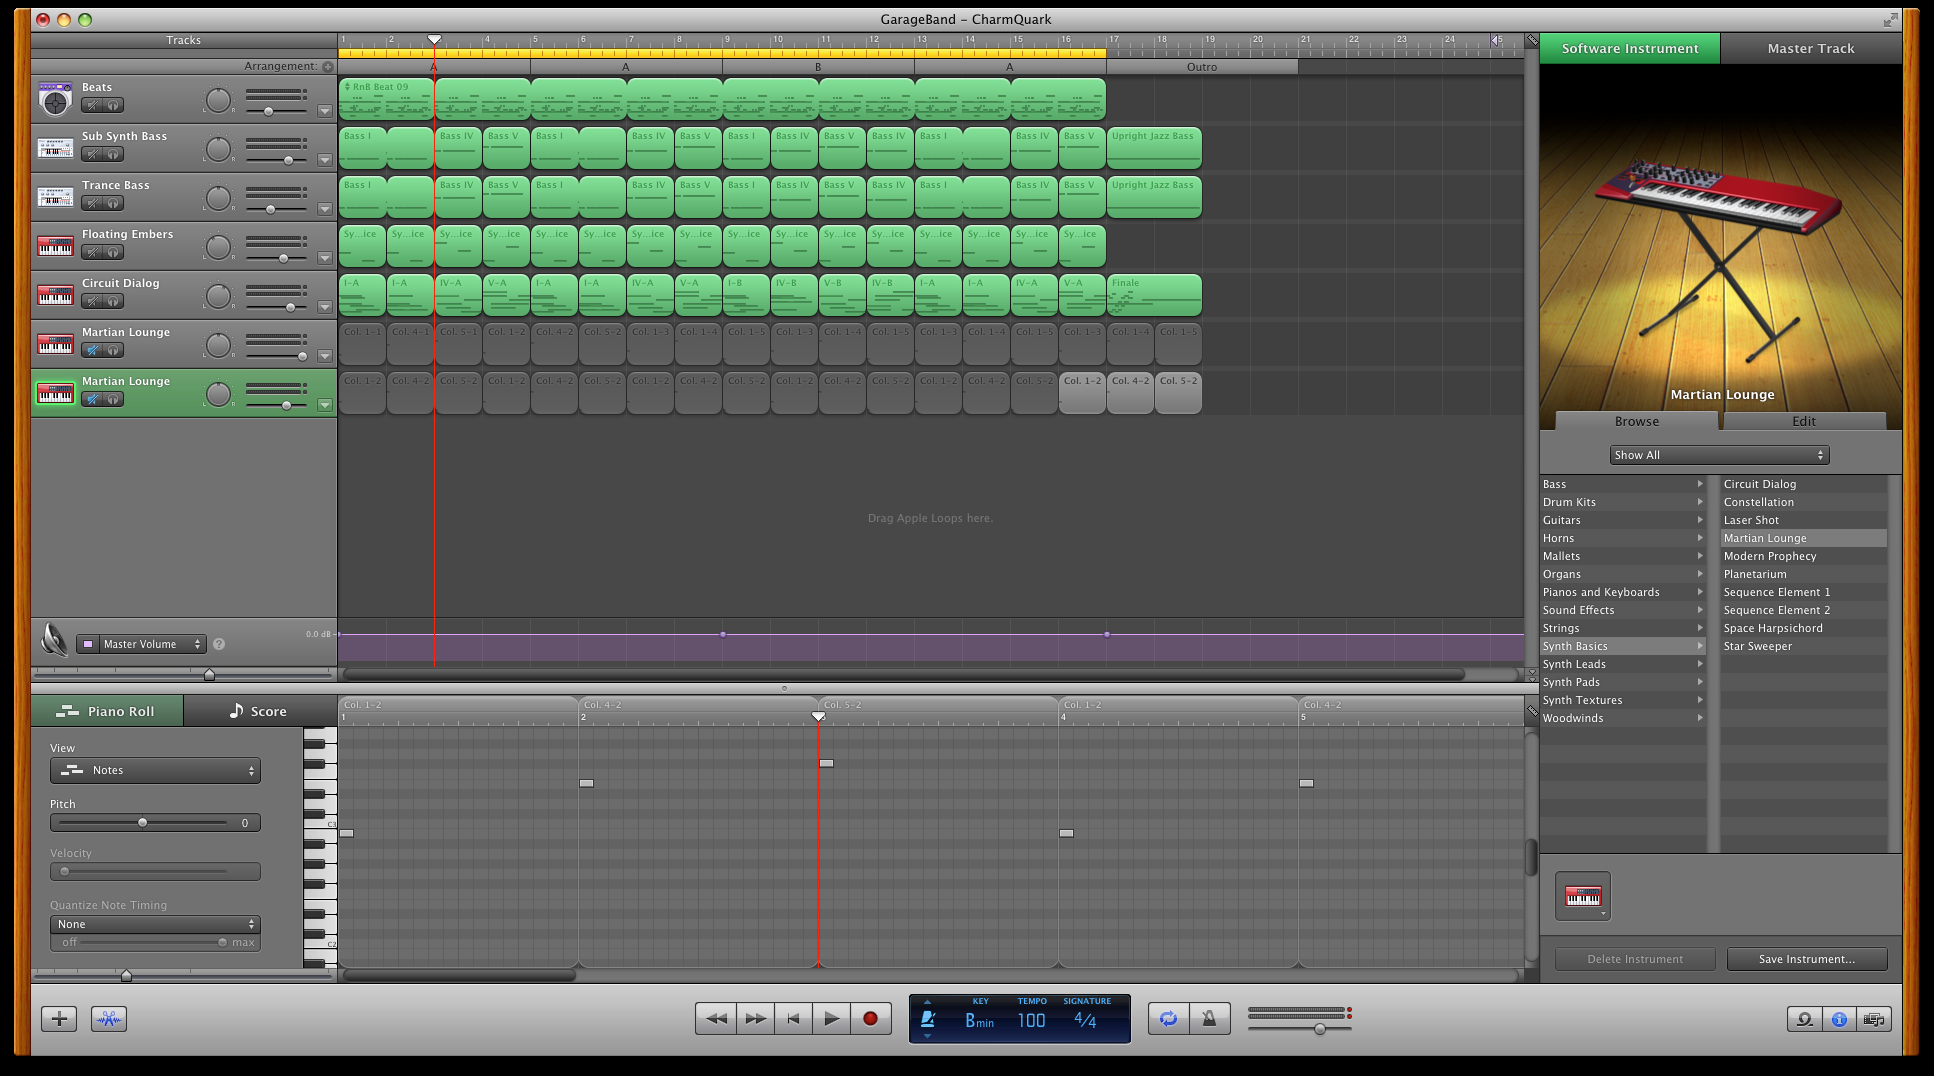 GarageBand – CharmQuark
Tracks
1 2 4 5 6 7 8 9 10 11 12 13 14 15 16 17 18 19 20 21 22 23 24 25
Arrangement:
A A B A Outro
Software Instrument Master Track
Beats
RnB Beat 09
Sub Synth Bass
L R
Bass I Bass IV Bass V Bass I Bass IV Bass V Bass I Bass IV Bass V Bass IV Bass I Bass IV Bass V Upright Jazz Bass
Trance Bass
L R
Bass I Bass IV Bass V Bass I Bass IV Bass V Bass I Bass IV Bass V Bass IV Bass I Bass IV Bass V Upright Jazz Bass
Floating Embers
L R
Sy...ice Sy...ice Sy...ice Sy...ice Sy...ice Sy...ice Sy...ice Sy...ice Sy...ice Sy...ice Sy...ice Sy...ice Sy...ice Sy...ice Sy...ice Sy...ice
Circuit Dialog
L R
I-A I-A IV-A V-A I-A I-A IV-A V-A I-B IV-B V-B IV-B I-A I-A IV-A V-A Finale
Martian Lounge
L R
Col. 1-1 Col. 4-1 Col. 5-1 Col. 1-2 Col. 4-2 Col. 5-2 Col. 1-3 Col. 1-4 Col. 1-5 Col. 1-3 Col. 1-4 Col. 1-5 Col. 1-3 Col. 1-4 Col. 1-5 Col. 1-3 Col. 1-4 Col. 1-5
Martian Lounge
L R
Col. 1-2 Col. 4-2 Col. 5-2 Col. 1-2 Col. 4-2 Col. 5-2 Col. 1-2 Col. 4-2 Col. 5-2 Col. 1-2 Col. 4-2 Col. 5-2 Col. 1-2 Col. 4-2 Col. 5-2 Col. 1-2 Col. 4-2 Col. 5-2
Drag Apple Loops here.
Master Volume ?
0.0 dB
Martian Lounge
Browse Edit
Show All
Bass
Drum Kits
Guitars
Horns
Mallets
Organs
Pianos and Keyboards
Sound Effects
Strings
Synth Basics
Synth Leads
Synth Pads
Synth Textures
Woodwinds
Circuit Dialog
Constellation
Laser Shot
Martian Lounge
Modern Prophecy
Planetarium
Sequence Element 1
Sequence Element 2
Space Harpsichord
Star Sweeper
Piano Roll Score
Col. 1-2 Col. 4-2 Col. 5-2 Col. 1-2 Col. 4-2
1 2 4 5
View
Notes
Pitch
0
Velocity
Quantize Note Timing
None
off max
C3
C2
Delete Instrument Save Instrument...
KEY TEMPO SIGNATURE
Bmin 100 4/4